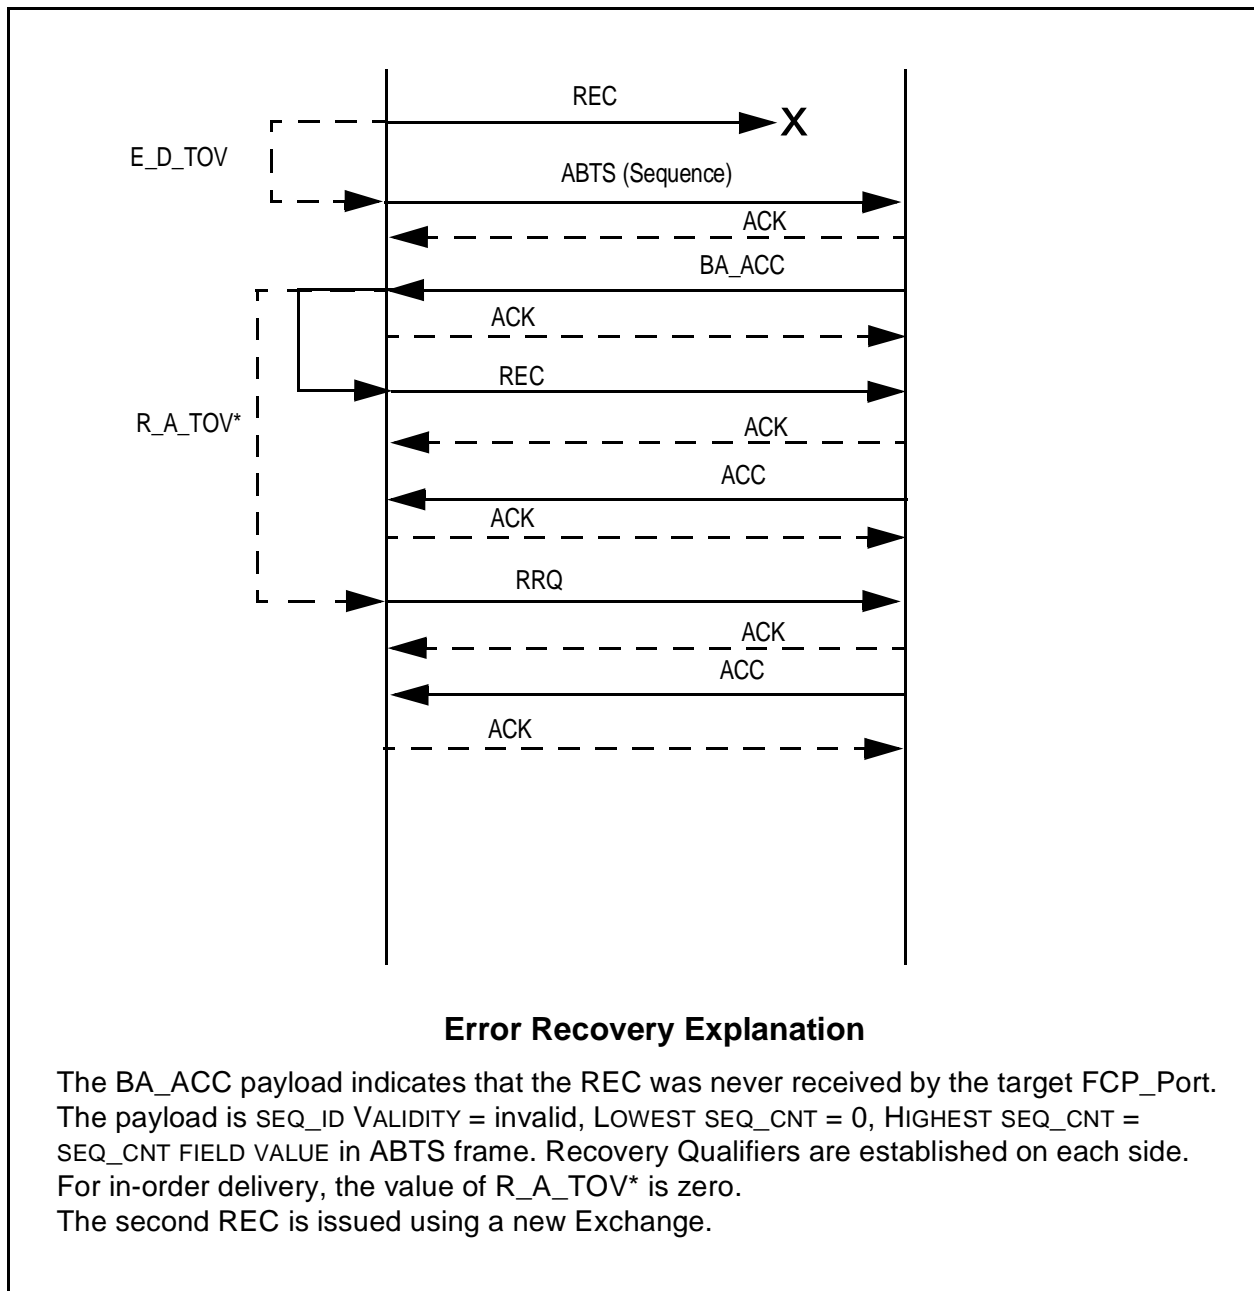 REC
X
E_D_TOV
ABTS (Sequence)
ACK
BA_ACC
ACK
REC
R_A_TOV*
ACK
ACC
ACK
RRQ
ACK
ACC
ACK
Error Recovery Explanation
The BA_ACC payload indicates that the REC was never received by the target FCP_Port.
The payload is SEQ_ID VALIDITY = invalid, LOWEST SEQ_CNT = 0, HIGHEST SEQ_CNT =
SEQ_CNT FIELD VALUE in ABTS frame. Recovery Qualifiers are established on each side.
For in-order delivery, the value of R_A_TOV* is zero.
The second REC is issued using a new Exchange.